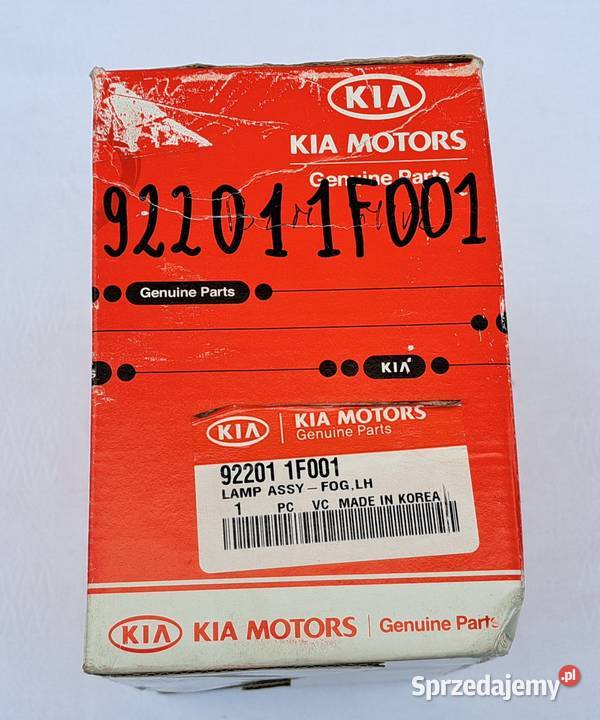 KIA
KIA MOTORS
Genuine Parts
922011F001
Genuine Parts
KIA
KIA | KIA MOTORS
Genuine Parts
92201 1F001
LAMP ASSY-FOG,LH
1 PC VC MADE IN KOREA
KIA KIA MOTORS | Genuine Parts
Sprzedajemy.pl